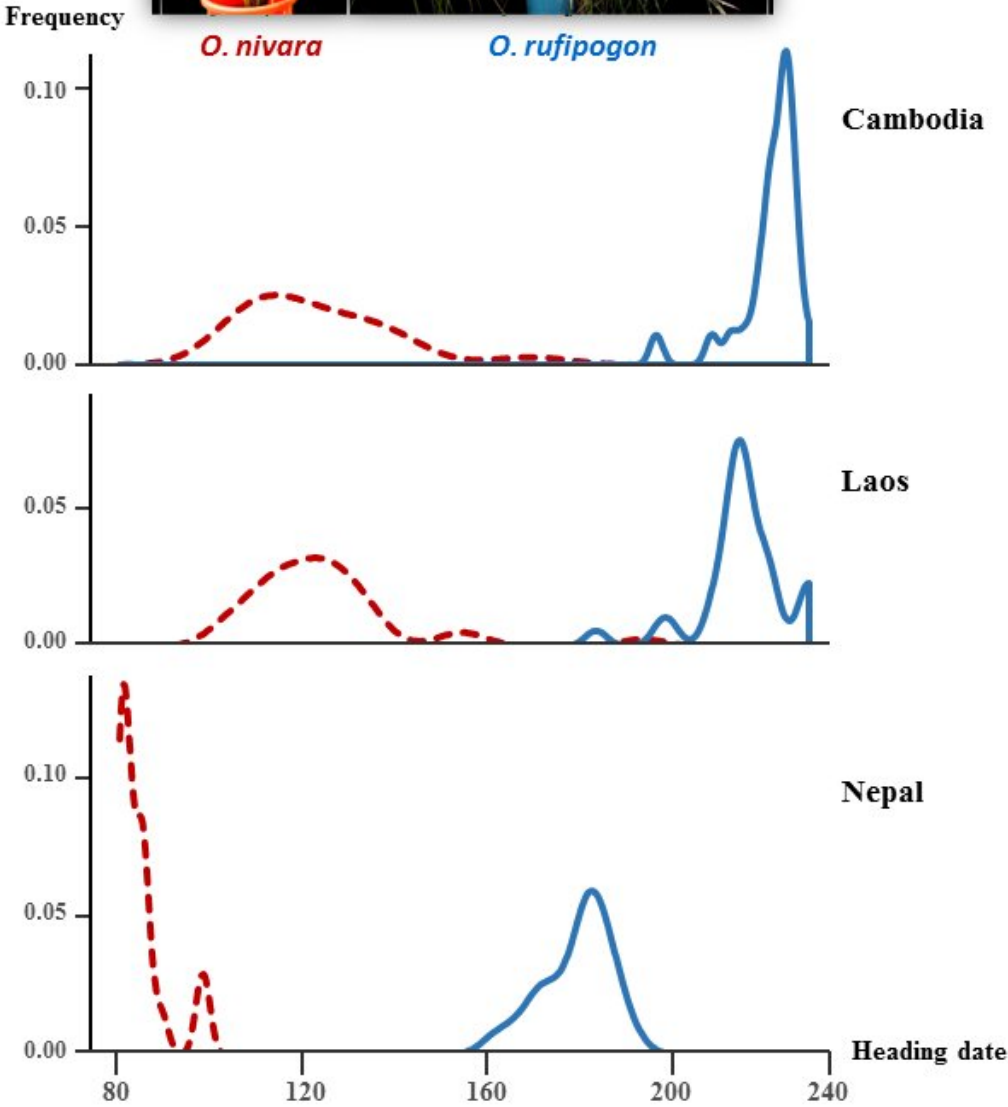 Frequency
O. nivara O. rufipogon
0.10
Cambodia
0.05
0.00
Laos
0.05
0.00
0.10
Nepal
0.05
0.00
Heading date
80 120 160 200 240